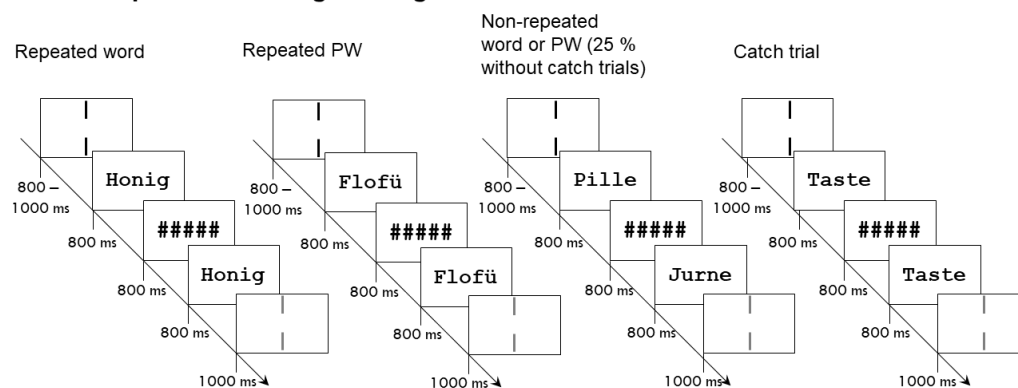 Repeated word
Honig
#####
Honig
800 –
1000 ms
800 ms
800 ms
800 ms
1000 ms
Repeated PW
Flofü
#####
Flofü
800 –
1000 ms
800 ms
800 ms
800 ms
1000 ms
Non-repeated
word or PW (25 %
without catch trials)
Pille
#####
Jurne
800 –
1000 ms
800 ms
800 ms
800 ms
1000 ms
Catch trial
Taste
#####
Taste
800 –
1000 ms
800 ms
800 ms
800 ms
1000 ms